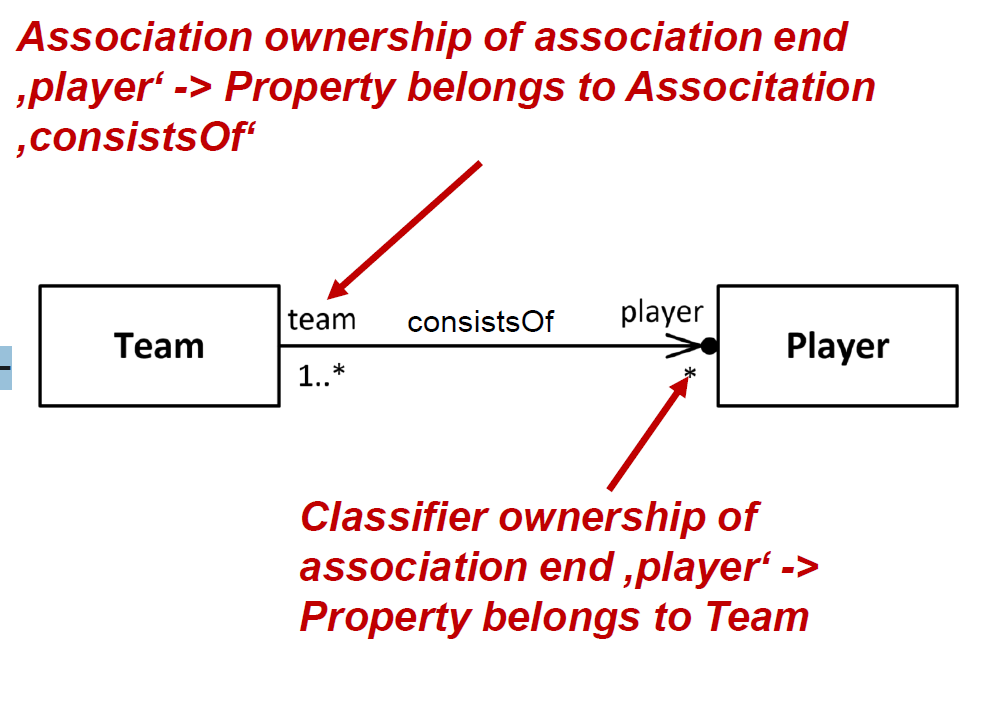 Association ownership of association end
‚player‘ -> Property belongs to Associtation
‚consistsOf‘
team
consistsOf
player
Team
Player
1..*
*
Classifier ownership of
association end ‚player‘ ->
Property belongs to Team